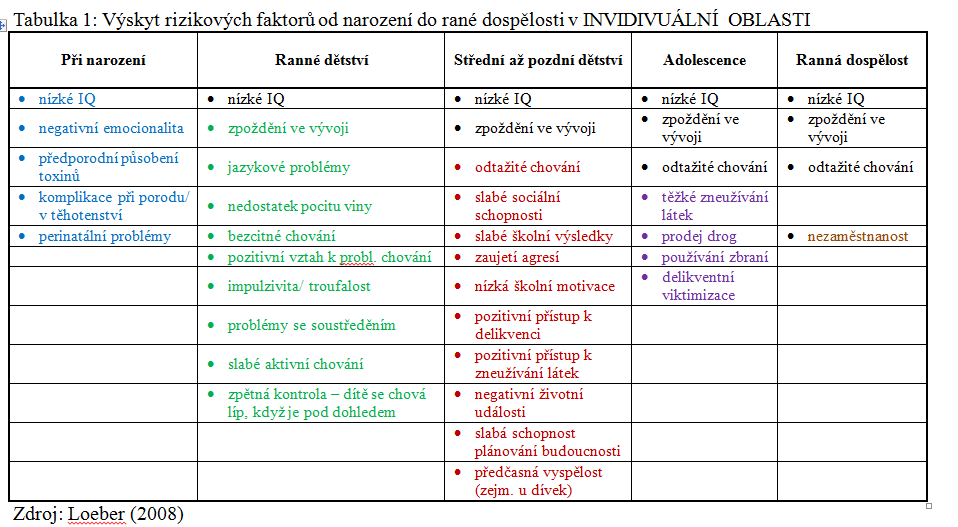 Tabulka 1: Výskyt rizikových faktorů od narození do rané dospělosti v INVIDIVUÁLNÍ OBLASTI
Při narození
Ranné dětství
Střední až pozdní dětství
Adolescence
Ranná dospělost
• nízké IQ
• nízké IQ
• nízké IQ
• nízké IQ
• nízké IQ
• negativní emocionalita
• zpoždění ve vývoji
• zpoždění ve vývoji
• zpoždění ve
vývoji
• zpoždění ve
vývoji
• předporodní působení
toxinů
• jazykové problémy
• odtažité chování
• odtažité chování
• odtažité chování
• komplikace při porodu/
v těhotenství
• nedostatek pocitu viny
• slabé sociální
schopnosti
• těžké zneužívání
látek
• perinatální problémy
• bezcitné chování
• slabé školní výsledky
• prodej drog
• nezaměstnanost
• pozitivní vztah k probl. chování
• zaujetí agresí
• používání zbraní
• impulzivita/ troufalost
• nízká školní motivace
• delikventní
viktimizace
• problémy se soustředěním
• pozitivní přístup k
delikvenci
• slabé aktivní chování
• pozitivní přístup k
zneužívání látek
• zpětná kontrola – dítě se chová
líp, když je pod dohledem
• negativní životní
události
• slabá schopnost
plánování budoucnosti
• předčasná vyspělost
(zejm. u dívek)
Zdroj: Loeber (2008)